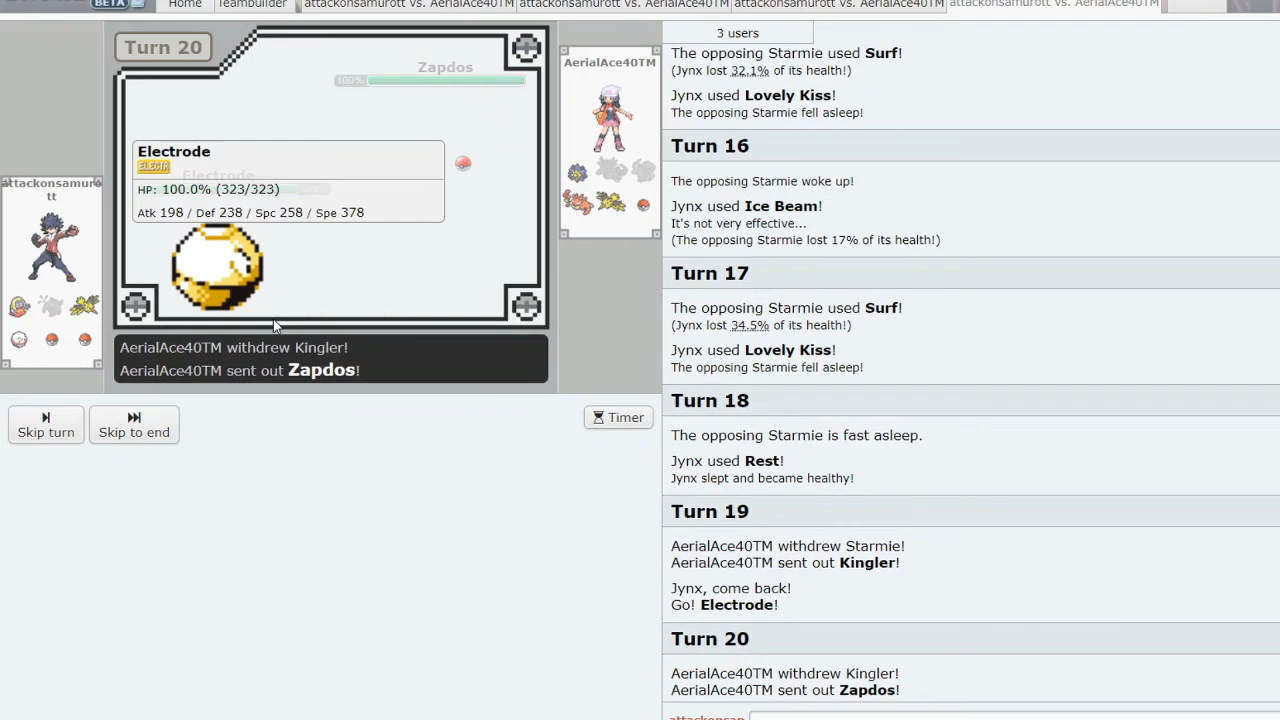 BETA
Home
Teambuilder
attackonsamurott vs. AerialAce40TM
attackonsamurott vs. AerialAce40TM
attackonsamurott vs. AerialAce40TM
attackonsamurott vs. AerialAce40TM
Turn 20
Zapdos
100%
AerialAce40TM
attackonsamuro
tt
Electrode
ELECTR
Electrode
HP: 100.0% (323/323)
Atk 198 / Def 238 / Spc 258 / Spe 378
AerialAce40TM withdrew Kingler!
AerialAce40TM sent out Zapdos!
Skip turn
Skip to end
Timer
3 users
The opposing Starmie used Surf!
(Jynx lost 32.1% of its health!)
Jynx used Lovely Kiss!
The opposing Starmie fell asleep!
Turn 16
The opposing Starmie woke up!
Jynx used Ice Beam!
It's not very effective...
(The opposing Starmie lost 17% of its health!)
Turn 17
The opposing Starmie used Surf!
(Jynx lost 34.5% of its health!)
Jynx used Lovely Kiss!
The opposing Starmie fell asleep!
Turn 18
The opposing Starmie is fast asleep.
Jynx used Rest!
Jynx slept and became healthy!
Turn 19
AerialAce40TM withdrew Starmie!
AerialAce40TM sent out Kingler!
Jynx, come back!
Go! Electrode!
Turn 20
AerialAce40TM withdrew Kingler!
AerialAce40TM sent out Zapdos!